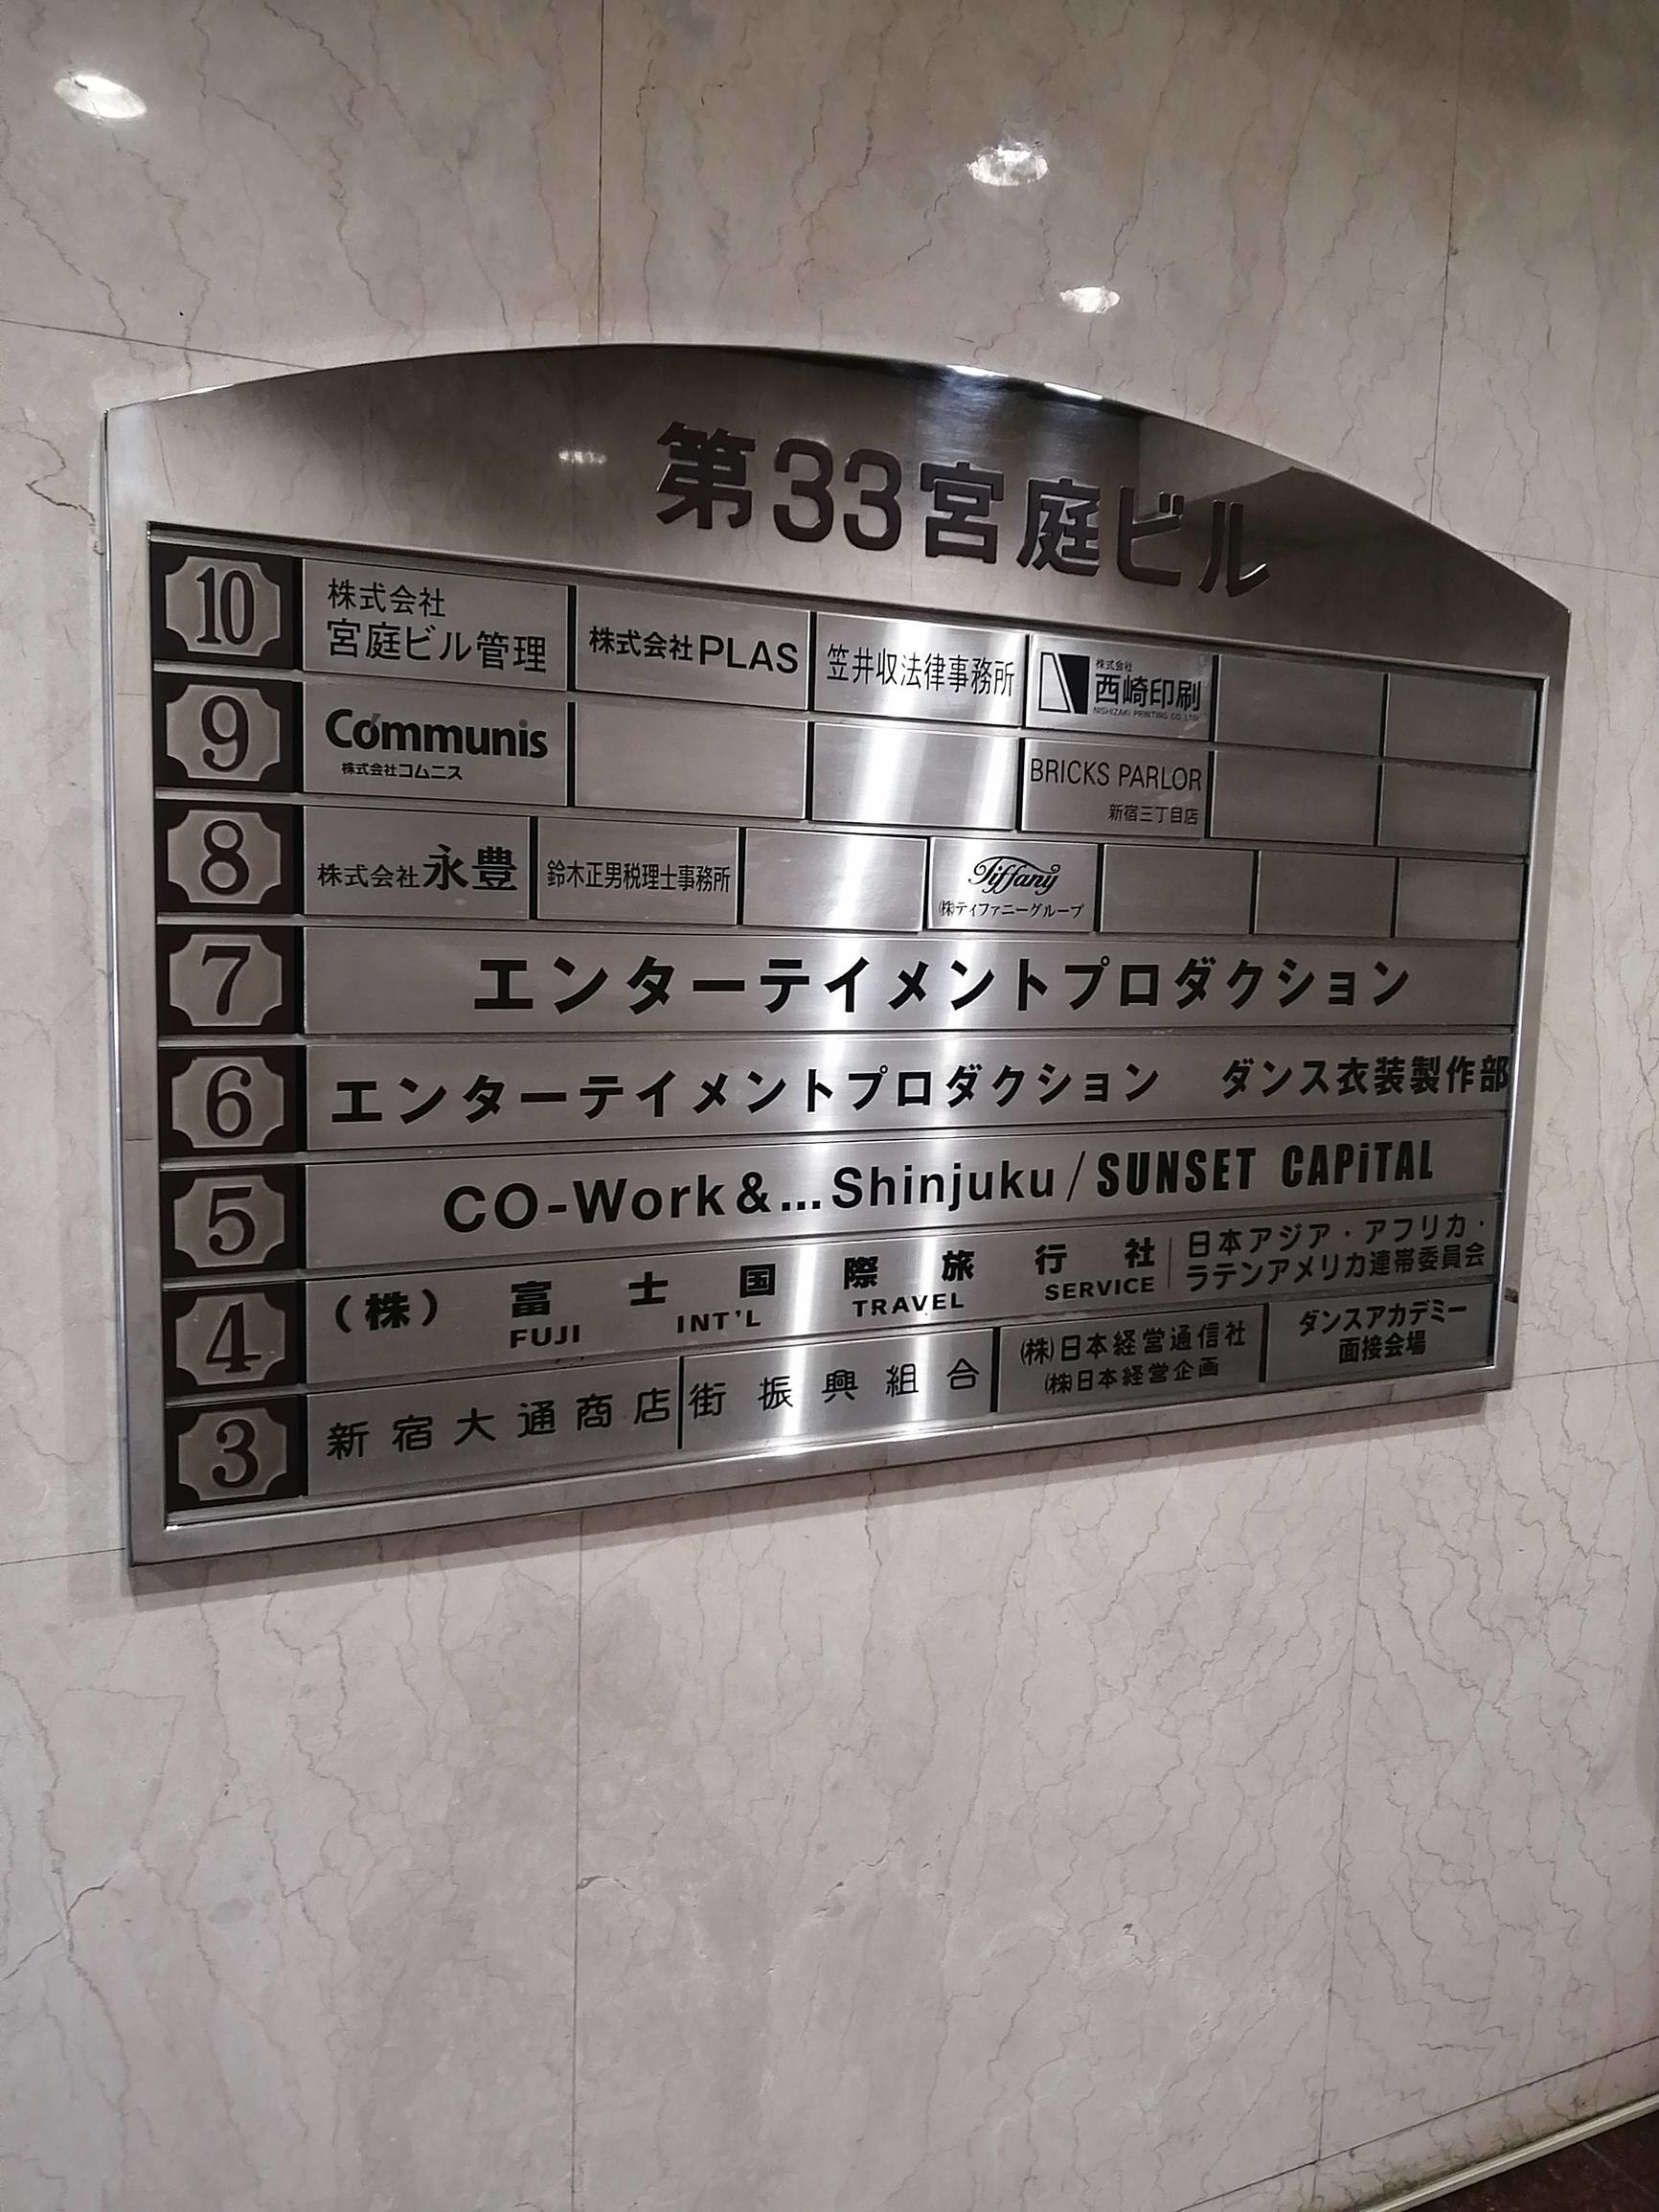 第33宮庭ビル
10
株式会社
宮庭ビル管理
株式会社PLAS
笠井収法律事務所
株式会社
西崎印刷
NISHIZAKI PRINTING CO.,LTD.
9
Communis
株式会社コムニス
BRICKS PARLOR
新宿三丁目店
8
株式会社永豊
鈴木正男税理士事務所
Tiffany
㈱ティファニーグループ
7
エンターテイメントプロダクション
6
エンターテイメントプロダクション ダンス衣装製作部
5
CO-Work&...Shinjuku/SUNSET CAPiTAL
4
(株)富士国際旅行社
FUJI INT'L TRAVEL SERVICE
日本アジア・アフリカ・
ラテンアメリカ連帯委員会
3
新宿大通商店街振興組合
㈱日本経営通信社
㈱日本経営企画
ダンスアカデミー
面接会場